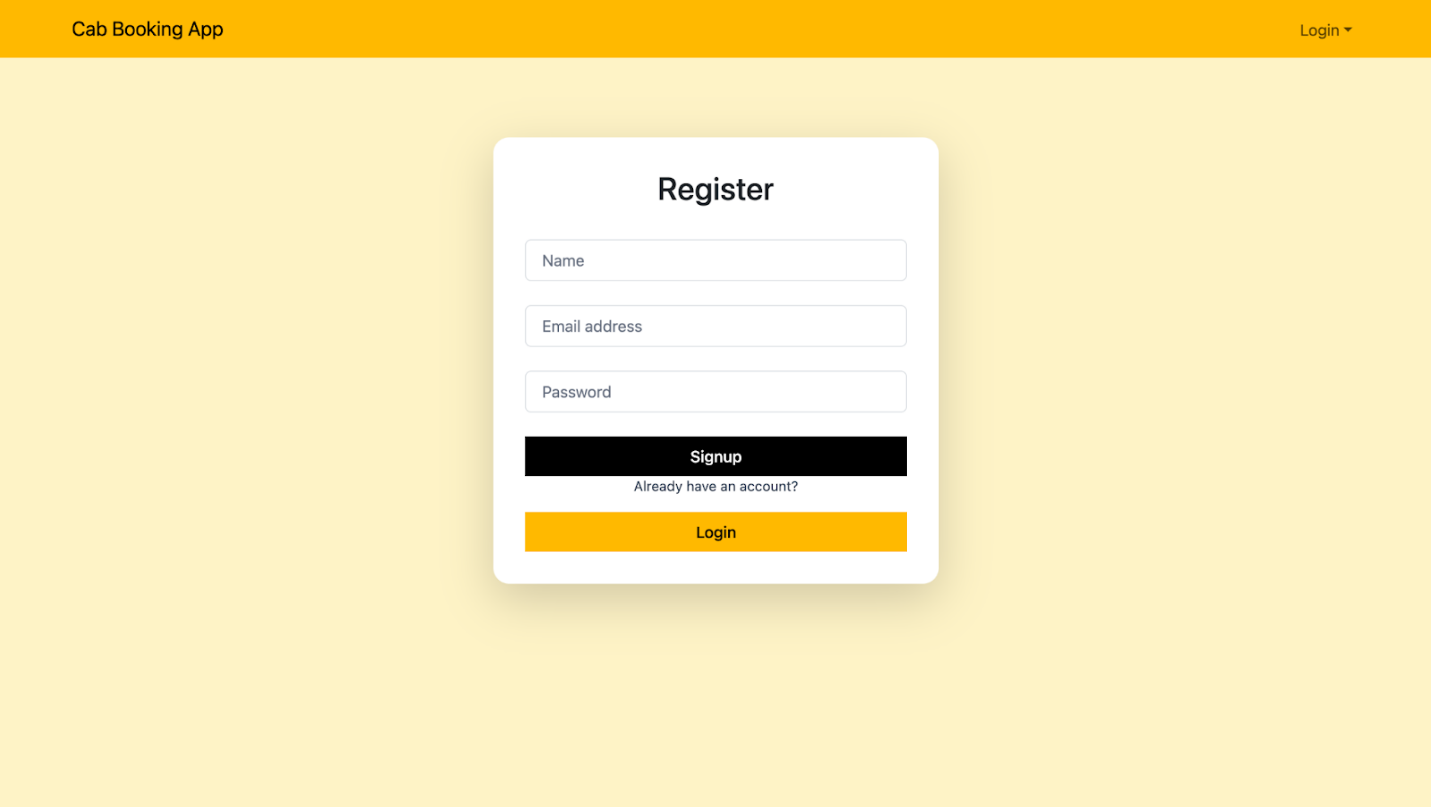 Cab Booking App
Login
Register
Name
Email address
Password
Signup
Already have an account?
Login